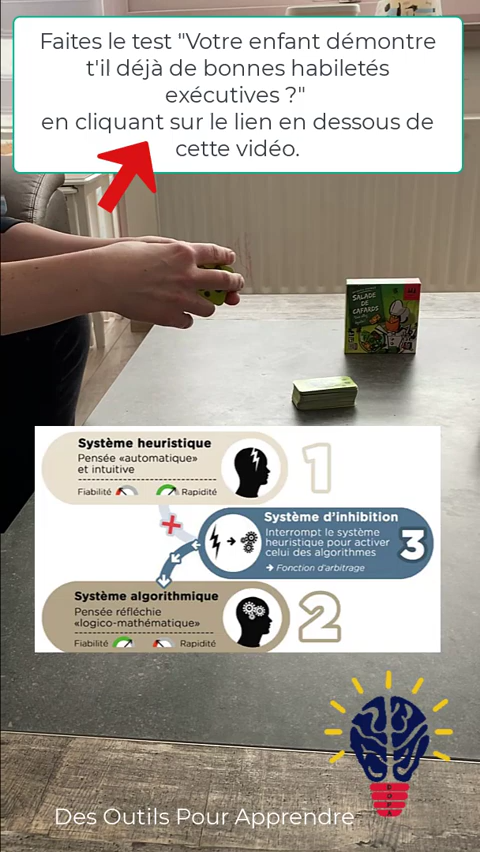 Faites le test "Votre enfant démontre
t'il déjà de bonnes habiletés
exécutives ?"
en cliquant sur le lien en dessous de
cette vidéo.
SALADE
DE
CAFARDS
Système heuristique
Pensée «automatique»
et intuitive
Fiabilité Rapidité
1
Système d'inhibition
Interrompt le système
heuristique pour activer
celui des algorithmes
➔ Fonction d'arbitrage
3
Système algorithmique
Pensée réfléchie
«logico-mathématique»
Fiabilité Rapidité
2
Des Outils Pour Apprendre